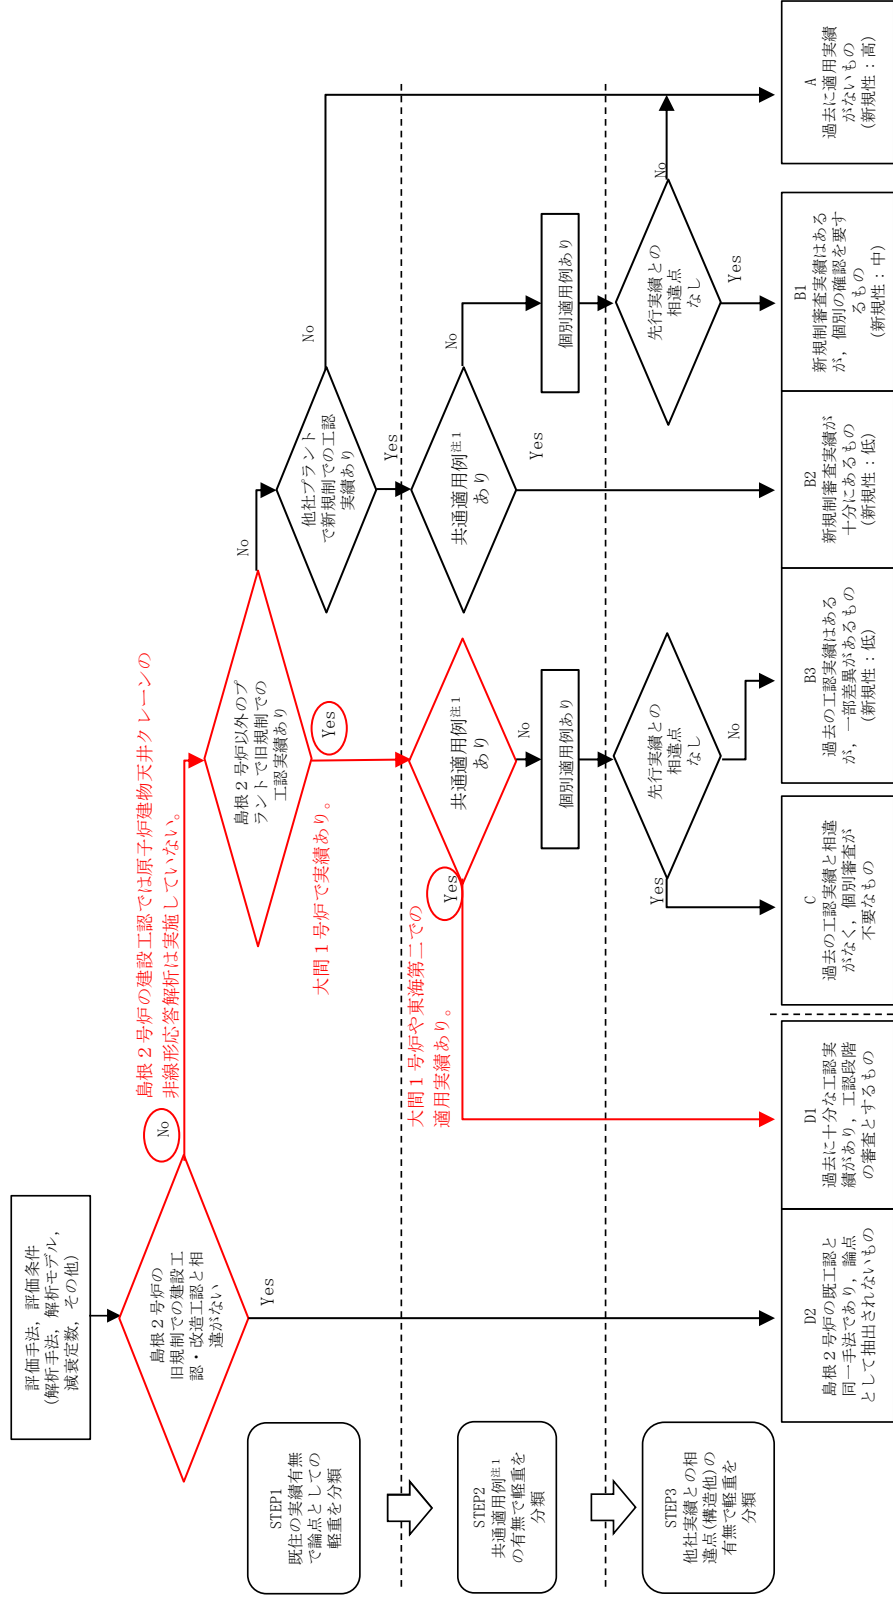 評価手法，評価条件
(解析手法，解析モデル，
減衰定数，その他)
島根２号炉の
旧規制での建設工
認・改造工認と相
違がない
Yes
No
島根２号炉の建設工認では原子炉建物天井クレーンの
非線形応答解析は実施していない。
島根２号炉以外のプ
ラントで旧規制での
工認実績あり
No
Yes
大間１号炉で実績あり。
他社プラント
で新規制での工認
実績あり
No
Yes
STEP1
既往の実績有無
で論点としての
軽重を分類
共通適用例注１
あり
Yes
大間１号炉や東海第二での
適用実績あり。
No
個別適用例あり
共通適用例注１
あり
No
Yes
個別適用例あり
STEP2
共通適用例注１
の有無で軽重を
分類
先行実績との
相違点
なし
Yes
No
先行実績との
相違点
なし
No
Yes
STEP3
他社実績との相
違点(構造他)の
有無で軽重を
分類
D2
島根２号炉の既工認と
同一手法であり，論点
として抽出されないもの
D1
過去に十分な工認実
績があり，工認段階
の審査とするもの
C
過去の工認実績と相違
がなく，個別審査が
不要なもの
B3
過去の工認実績はある
が，一部差異があるもの
(新規性：低)
B2
新規制審査実績が
十分にあるもの
(新規性：低)
B1
新規制審査実績はある
が，個別の確認を要す
るもの
(新規性：中)
A
過去に適用実績
がないもの
(新規性：高)